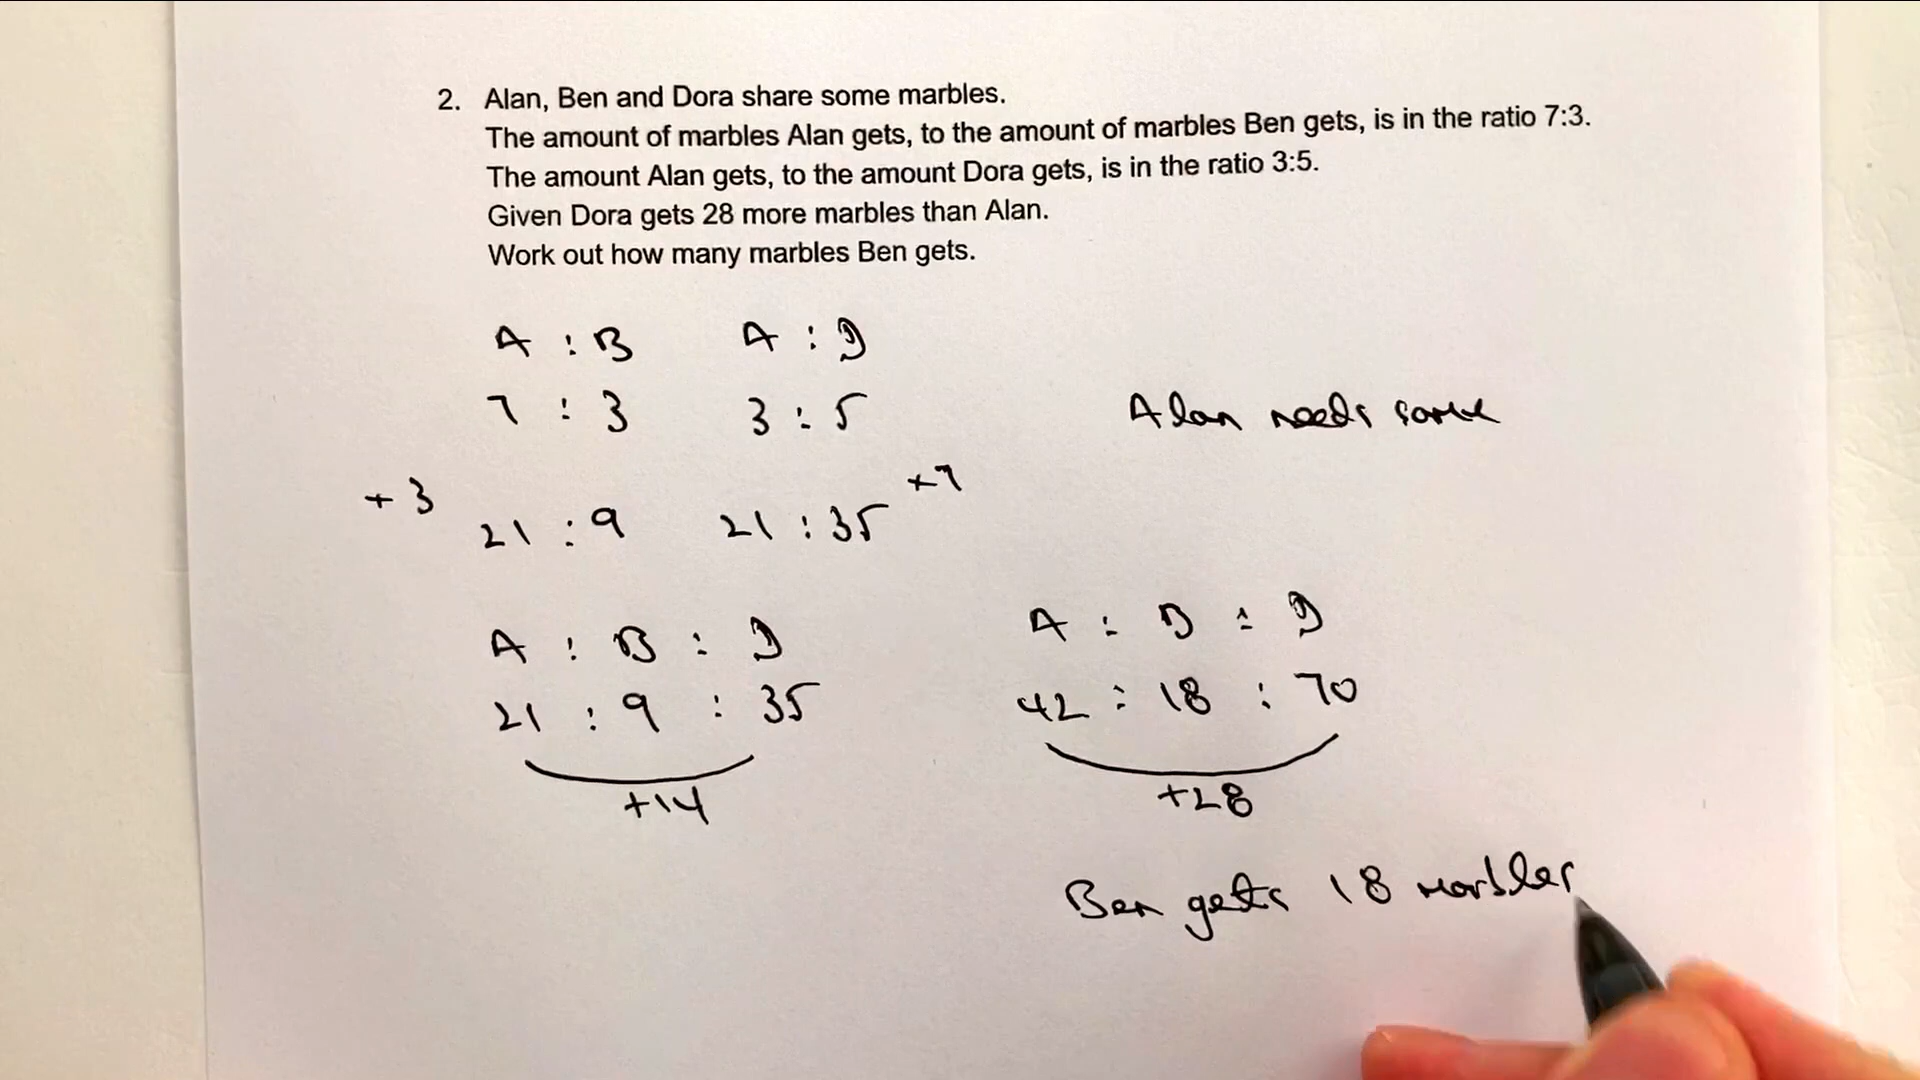 2. Alan, Ben and Dora share some marbles.
The amount of marbles Alan gets, to the amount of marbles Ben gets, is in the ratio 7:3.
The amount Alan gets, to the amount Dora gets, is in the ratio 3:5.
Given Dora gets 28 more marbles than Alan.
Work out how many marbles Ben gets.
A : B A : D
7 : 3 3 : 5
Alan needs same
×3 21 : 9 21 : 35 ×7
A : B : D
21 : 9 : 35
+14
A : B : D
42 : 18 : 70
+28
Ben gets 18 marbles